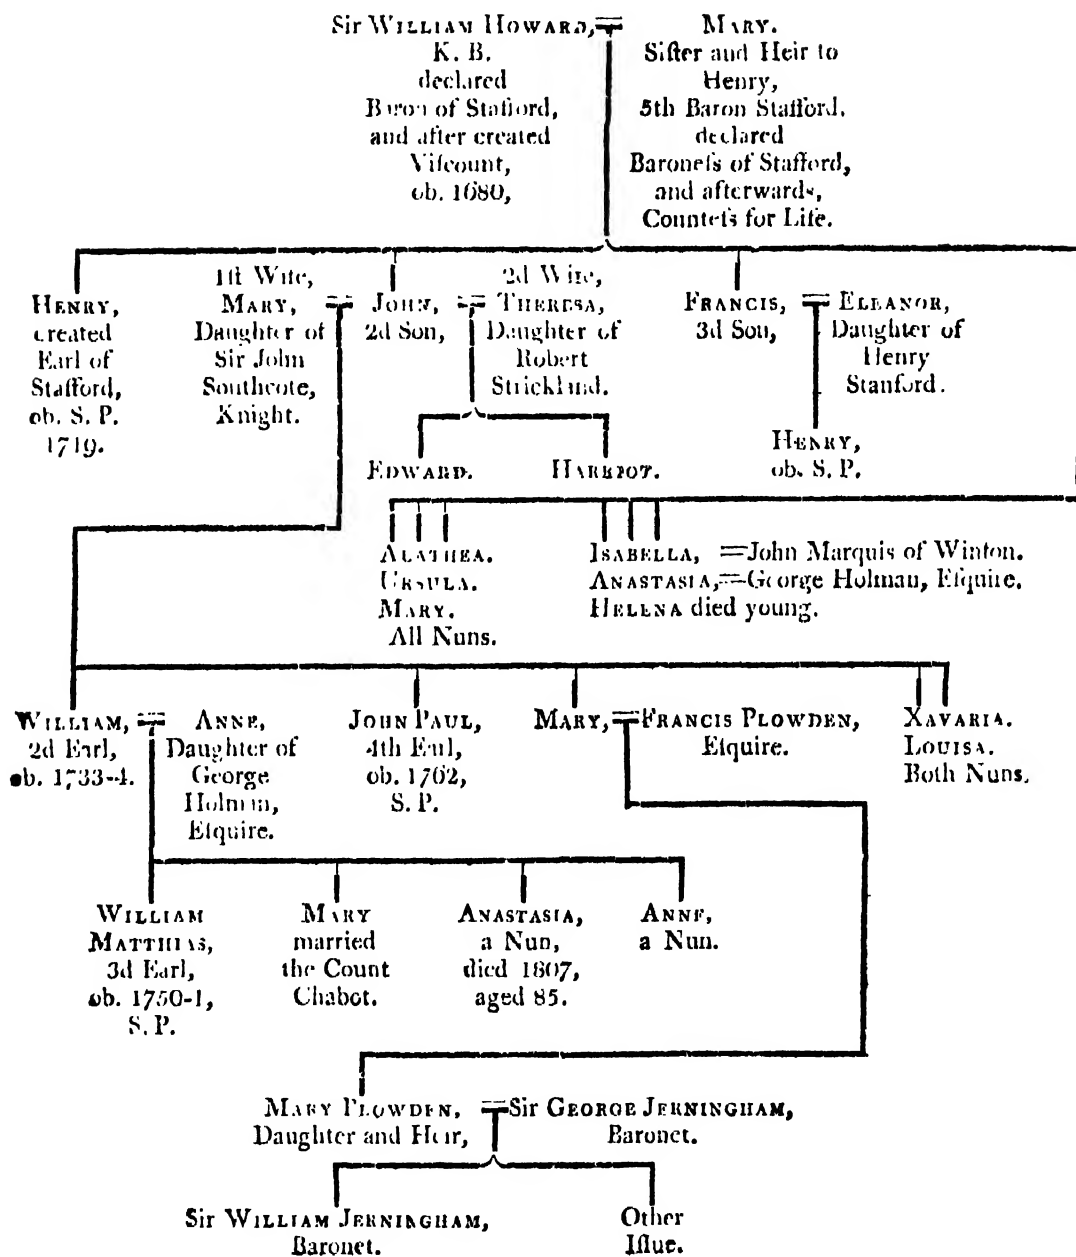 Sir WILLIAM HOWARD,
K. B.
declared
Baron of Stafford,
and after created
Viſcount,
ob. 1680,
MARY.
Siſter and Heir to
Henry,
5th Baron Stafford.
declared
Baroneſs of Stafford,
and afterwards,
Counteſs for Life.
HENRY,
created
Earl of
Stafford,
ob. S. P.
1719.
1ſt Wife,
MARY,
Daughter of
Sir John
Southcote,
Knight.
JOHN,
2d Son,
2d Wife,
THERESA,
Daughter of
Robert
Strickland.
FRANCIS,
3d Son,
ELEANOR,
Daughter of
Henry
Stanford.
EDWARD.
HARRIOT.
HENRY,
ob. S. P.
ALATHEA.
URSULA.
MARY.
All Nuns.
ISABELLA, = John Marquis of Winton.
ANASTASIA, = George Holman, Eſquire.
HELENA died young.
WILLIAM,
2d Earl,
ob. 1733-4.
ANNE,
Daughter of
George
Holman,
Eſquire.
JOHN PAUL,
4th Earl,
ob. 1762,
S. P.
MARY,
FRANCIS PLOWDEN,
Eſquire.
XAVARIA.
LOUISA.
Both Nuns.
WILLIAM
MATTHIAS,
3d Earl,
ob. 1750-1,
S. P.
MARY
married
the Count
Chabot.
ANASTASIA,
a Nun,
died 1807,
aged 85.
ANNE,
a Nun.
MARY PLOWDEN,
Daughter and Heir,
Sir GEORGE JERNINGHAM,
Baronet.
Sir WILLIAM JERNINGHAM,
Baronet.
Other
Iſſue.